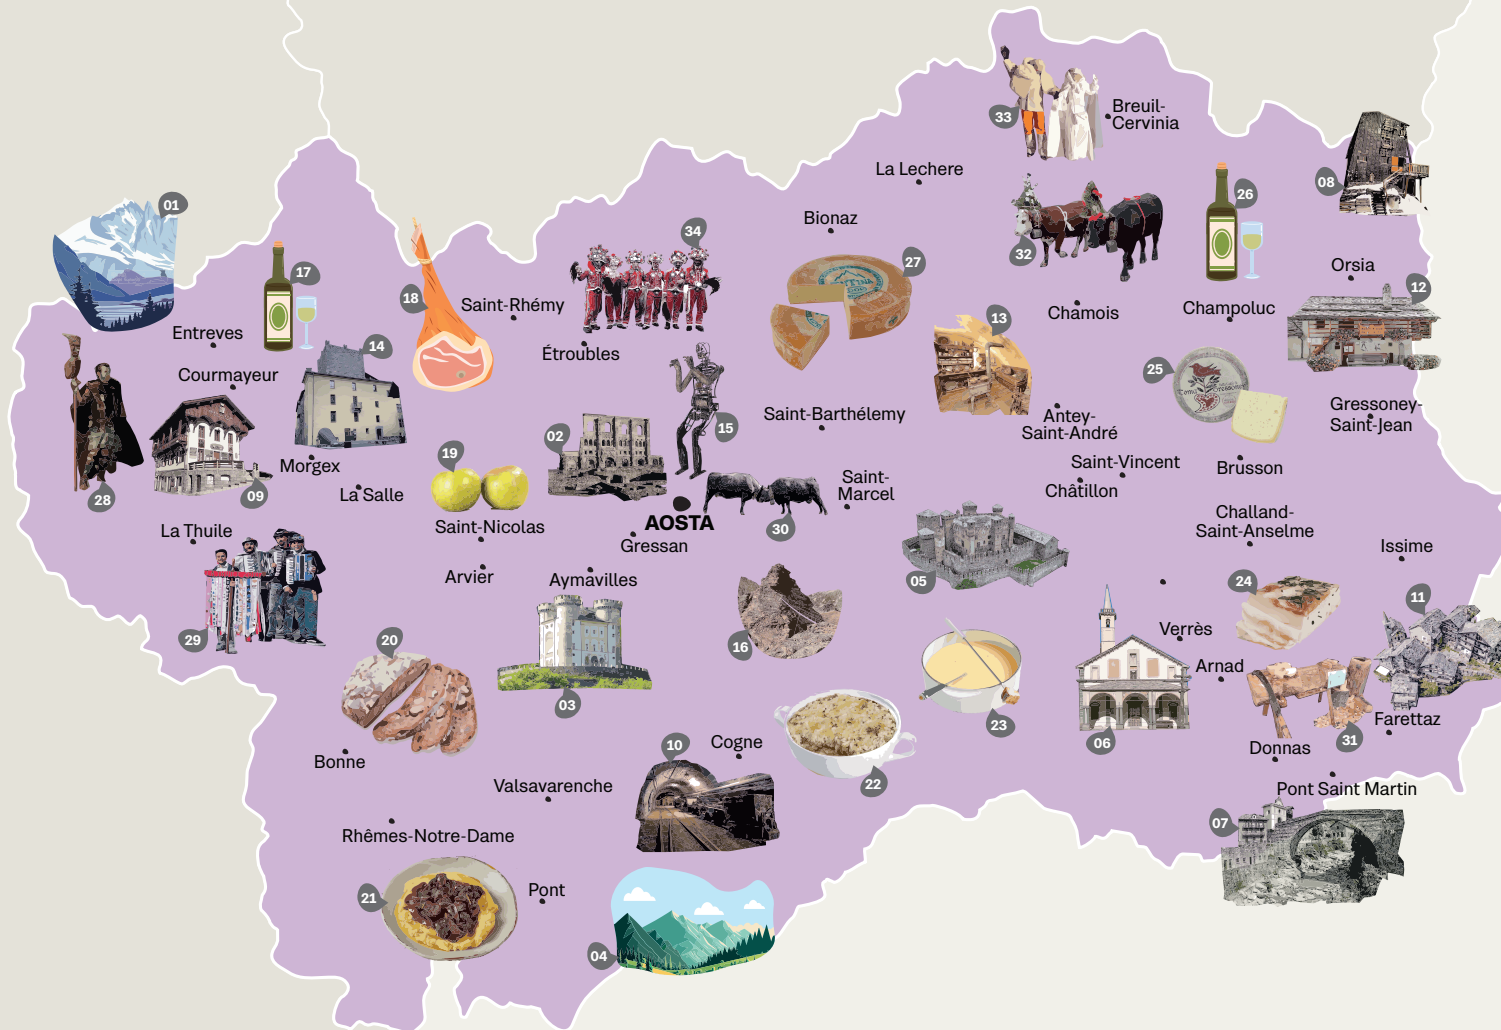 33
Breuil-
Cervinia
La Lechere
08
26
01
Bionaz
32
34
27
Orsia
17
18
Saint-Rhémy
12
Chamois
Champoluc
13
Entreves
14
Étroubles
25
Courmayeur
Saint-Barthélemy
Antey-
Saint-André
Gressoney-
Saint-Jean
15
02
19
Morgex
Saint-Vincent
Brusson
Saint-
Marcel
Châtillon
28
09
La Salle
AOSTA
30
Saint-Nicolas
Gressan
Challand-
Saint-Anselme
La Thuile
Issime
Arvier
Aymavilles
05
24
11
29
20
16
Verrès
Arnad
03
23
06
31
Farettaz
10
Cogne
Donnas
Bonne
22
Valsavarenche
Pont Saint Martin
07
Rhêmes-Notre-Dame
21
Pont
04